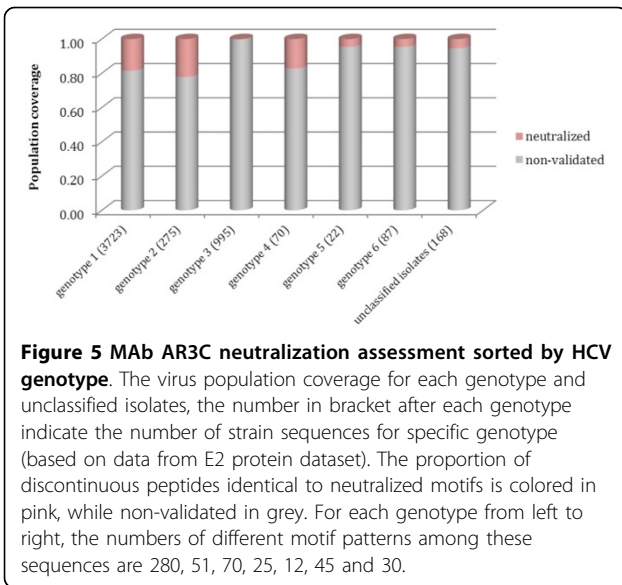 1.00
0.80
0.60
0.40
0.20
0.00
Population coverage
genotype 1 (3723)
genotype 2 (275)
genotype 3 (995)
genotype 4 (70)
genotype 5 (22)
genotype 6 (87)
unclassified isolates (168)
neutralized
non-validated
Figure 5 MAb AR3C neutralization assessment sorted by HCV
genotype. The virus population coverage for each genotype and
unclassified isolates, the number in bracket after each genotype
indicate the number of strain sequences for specific genotype
(based on data from E2 protein dataset). The proportion of
discontinuous peptides identical to neutralized motifs is colored in
pink, while non-validated in grey. For each genotype from left to
right, the numbers of different motif patterns among these
sequences are 280, 51, 70, 25, 12, 45 and 30.